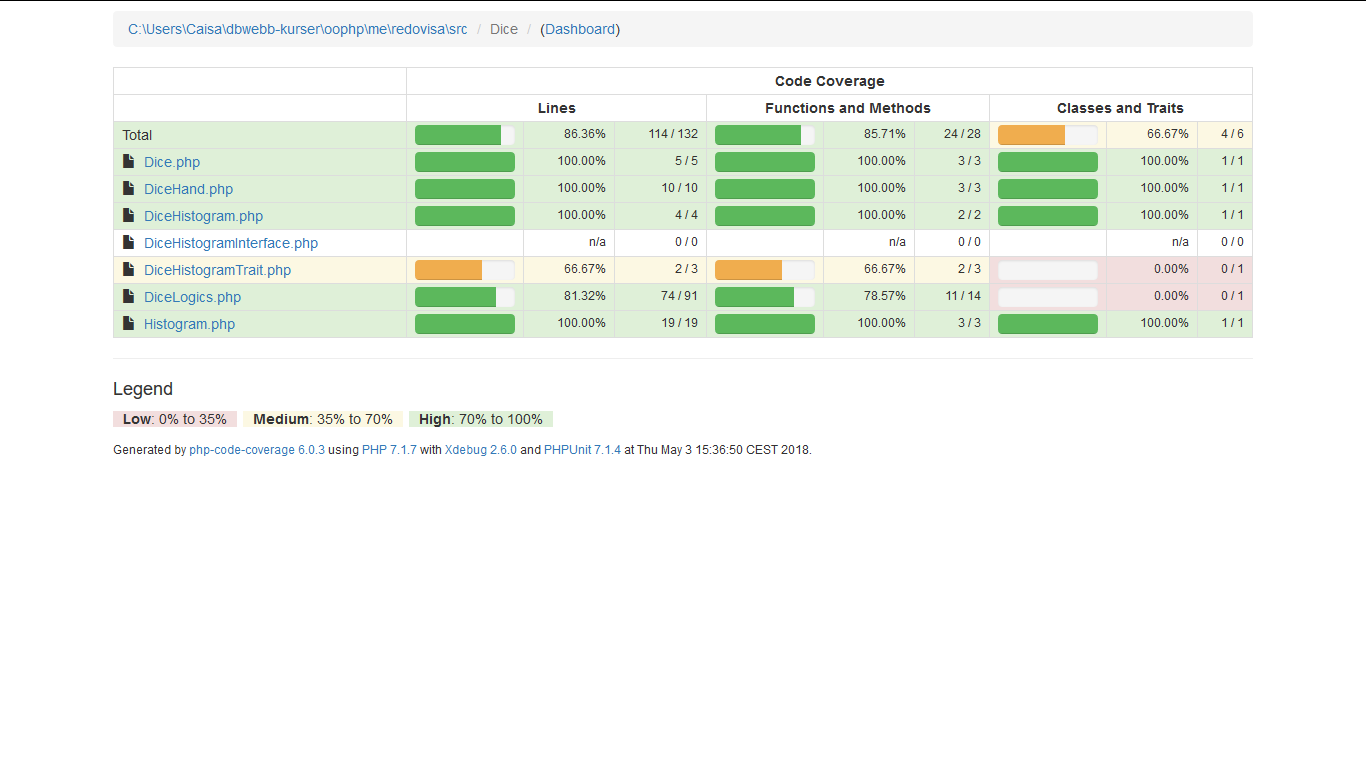 C:\Users\Caisa\dbwebb-kurser\oophp\me\redovisa\src / Dice / (Dashboard)
Code Coverage
Lines Functions and Methods Classes and Traits
Total 86.36% 114 / 132 85.71% 24 / 28 66.67% 4 / 6
Dice.php 100.00% 5 / 5 100.00% 3 / 3 100.00% 1 / 1
DiceHand.php 100.00% 10 / 10 100.00% 3 / 3 100.00% 1 / 1
DiceHistogram.php 100.00% 4 / 4 100.00% 2 / 2 100.00% 1 / 1
DiceHistogramInterface.php n/a 0 / 0 n/a 0 / 0 n/a 0 / 0
DiceHistogramTrait.php 66.67% 2 / 3 66.67% 2 / 3 0.00% 0 / 1
DiceLogics.php 81.32% 74 / 91 78.57% 11 / 14 0.00% 0 / 1
Histogram.php 100.00% 19 / 19 100.00% 3 / 3 100.00% 1 / 1
Legend
Low: 0% to 35% Medium: 35% to 70% High: 70% to 100%
Generated by php-code-coverage 6.0.3 using PHP 7.1.7 with Xdebug 2.6.0 and PHPUnit 7.1.4 at Thu May 3 15:36:50 CEST 2018.